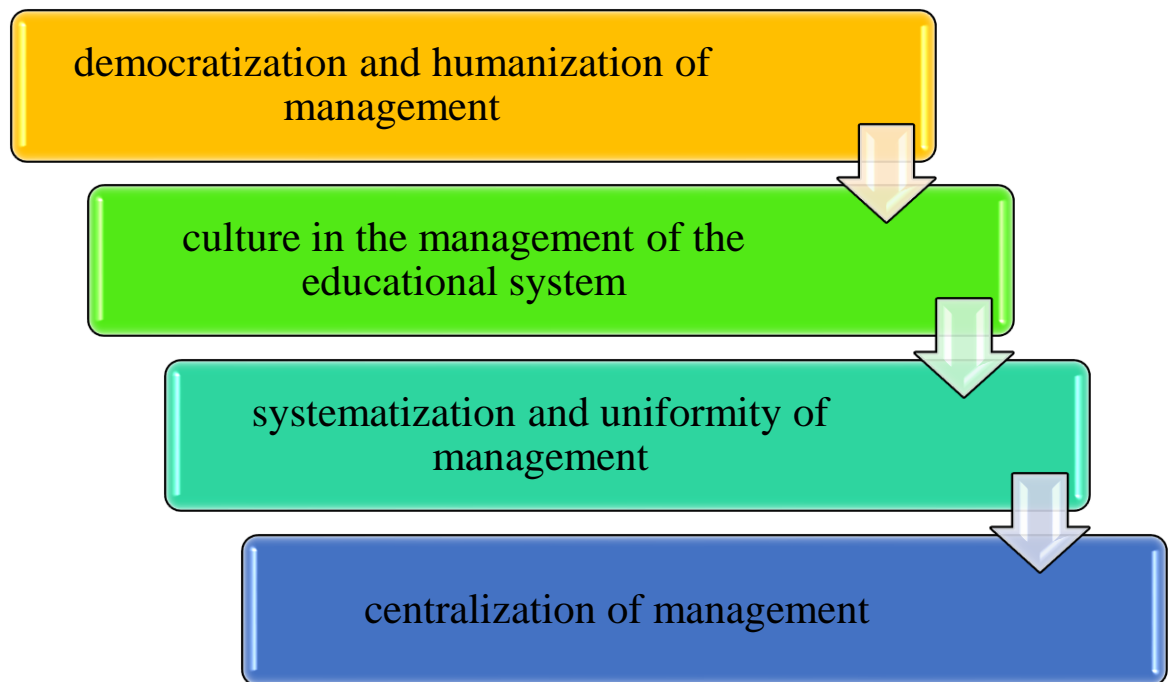 democratization and humanization of
management
culture in the management of the
educational system
systematization and uniformity of
management
centralization of management